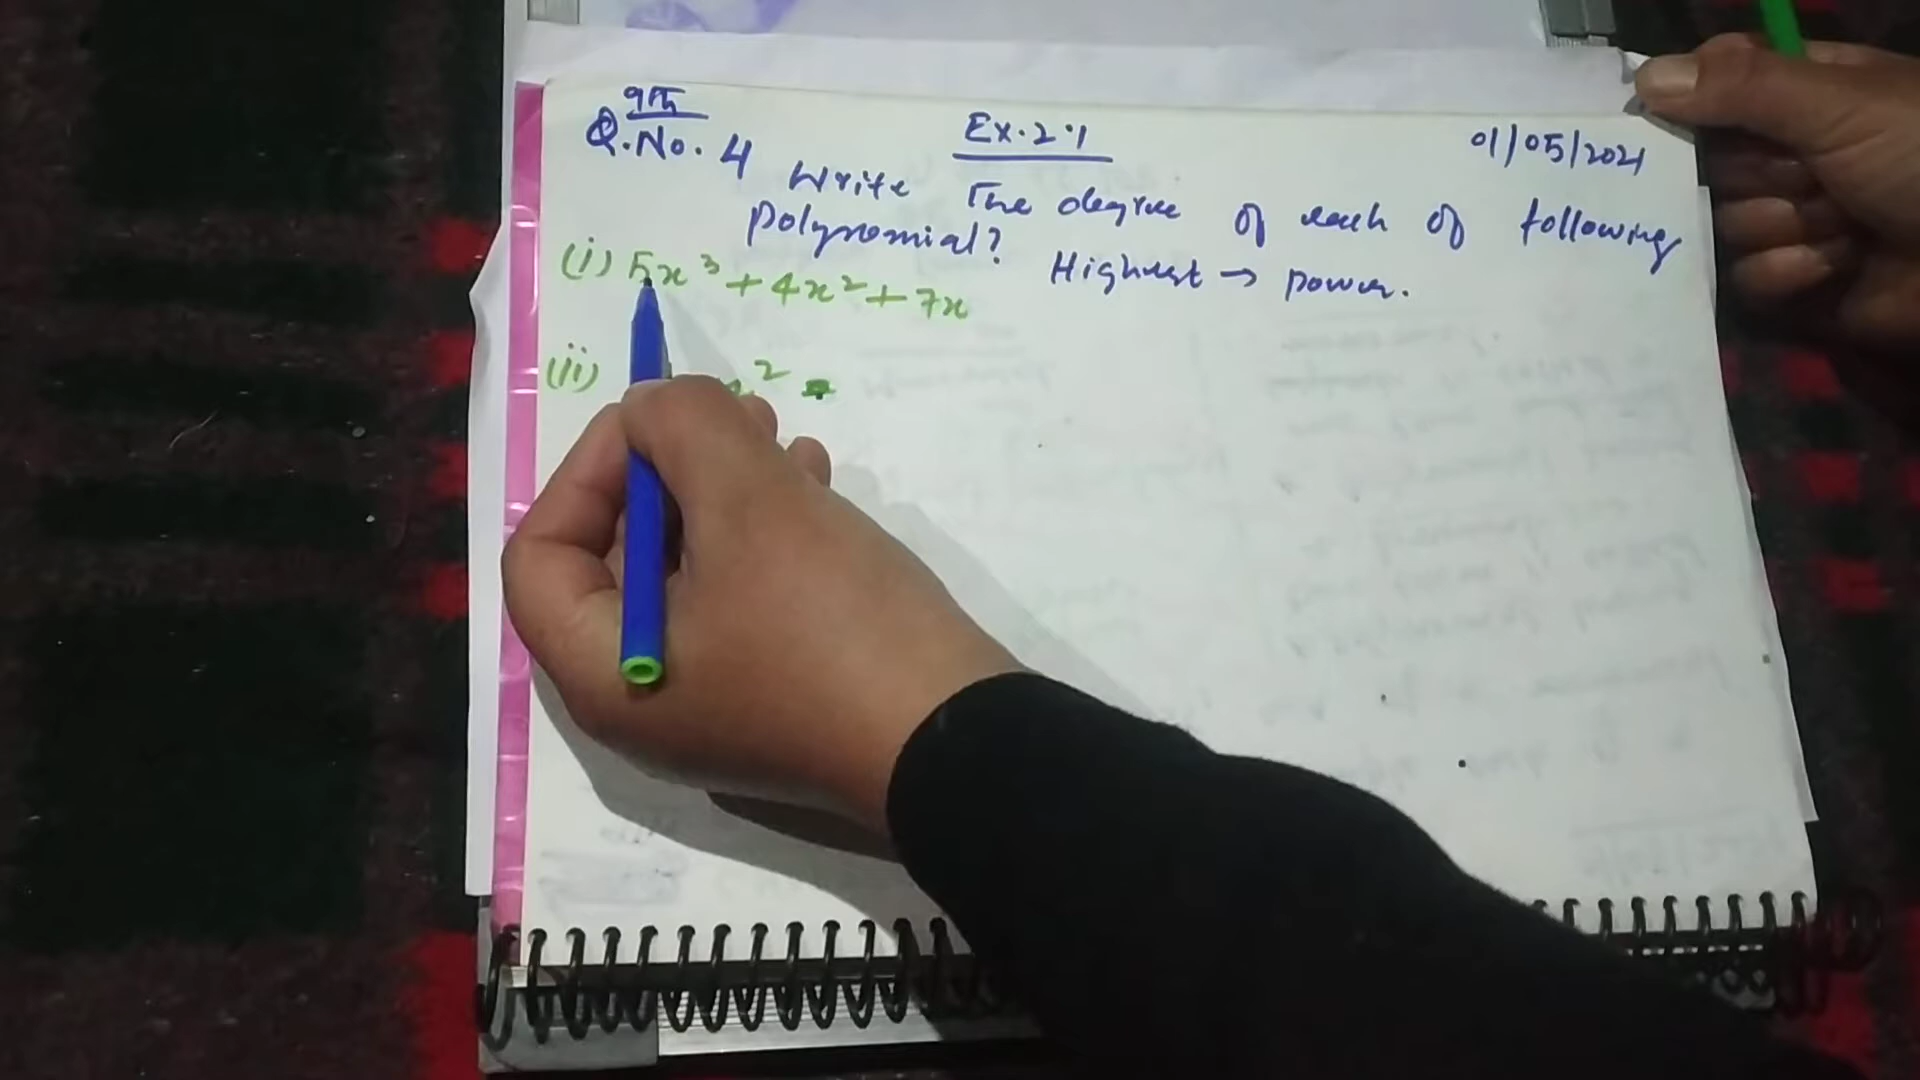 9th
Q.No. 4 Ex.2.1 01/05/2021
Write The degree of each of following
polynomial? Highest → power.
(i) 5x³ + 4x² + 7x
(ii) ²